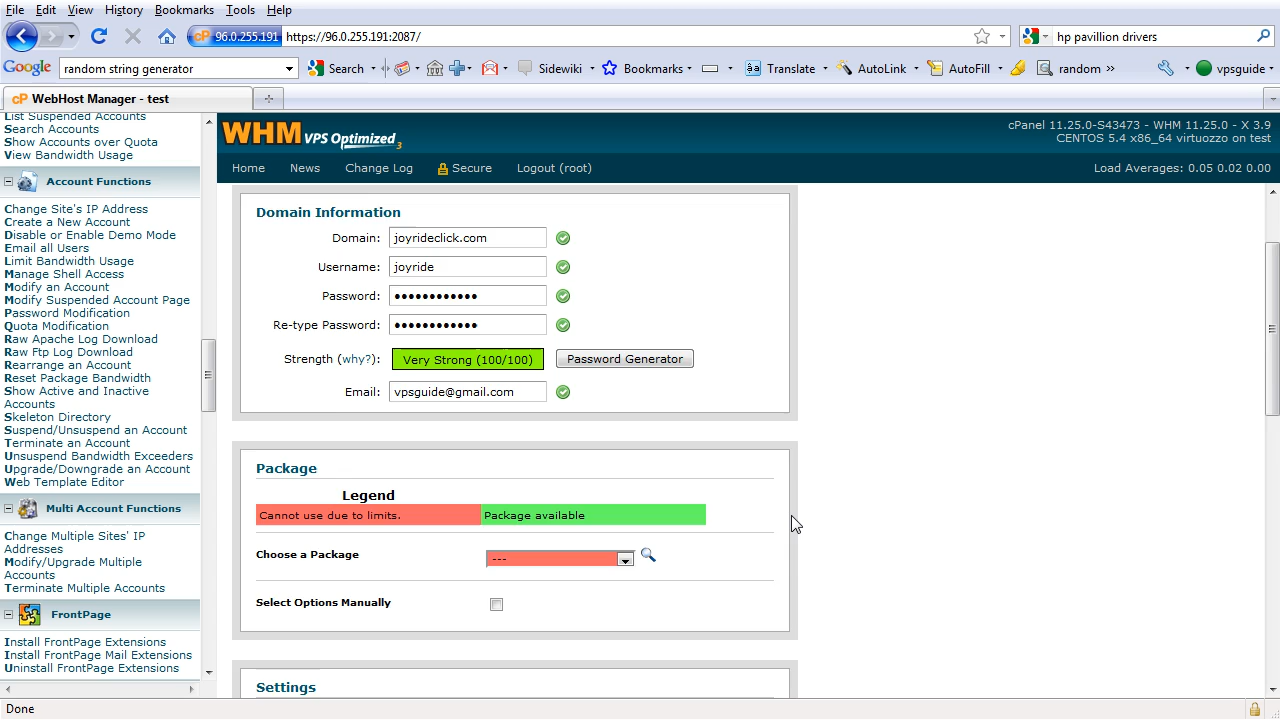 File Edit View History Bookmarks Tools Help
cP 96.0.255.191 https://96.0.255.191:2087/ hp pavillion drivers
Google random string generator Search Sidewiki Bookmarks Translate AutoLink AutoFill random » vpsguide
cP WebHost Manager - test
List Suspended Accounts
Search Accounts
Show Accounts over Quota
View Bandwidth Usage
Account Functions
Change Site's IP Address
Create a New Account
Disable or Enable Demo Mode
Email all Users
Limit Bandwidth Usage
Manage Shell Access
Modify an Account
Modify Suspended Account Page
Password Modification
Quota Modification
Raw Apache Log Download
Raw Ftp Log Download
Rearrange an Account
Reset Package Bandwidth
Show Active and Inactive
Accounts
Skeleton Directory
Suspend/Unsuspend an Account
Terminate an Account
Unsuspend Bandwidth Exceeders
Upgrade/Downgrade an Account
Web Template Editor
Multi Account Functions
Change Multiple Sites' IP
Addresses
Modify/Upgrade Multiple
Accounts
Terminate Multiple Accounts
FrontPage
Install FrontPage Extensions
Install FrontPage Mail Extensions
Uninstall FrontPage Extensions
WHM VPS Optimized 3
cPanel 11.25.0-S43473 - WHM 11.25.0 - X 3.9
CENTOS 5.4 x86_64 virtuozzo on test
Home News Change Log Secure Logout (root) Load Averages: 0.05 0.02 0.00
Domain Information
Domain: joyrideclick.com
Username: joyride
Password: ••••••••••••
Re-type Password: ••••••••••••
Strength (why?): Very Strong (100/100) Password Generator
Email: vpsguide@gmail.com
Package
Legend
Cannot use due to limits. Package available
Choose a Package ---
Select Options Manually
Settings
Done